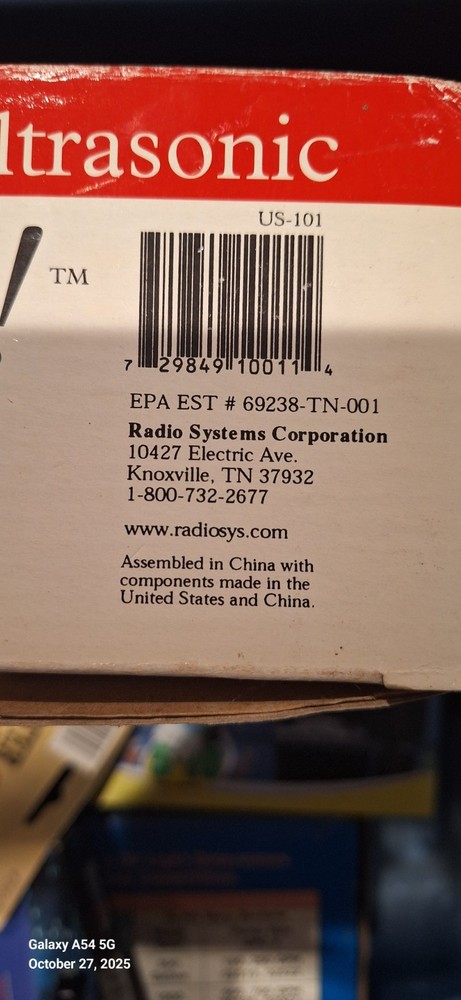 ltrasonic
US-101
TM
7 29849 10011 4
EPA EST # 69238-TN-001
Radio Systems Corporation
10427 Electric Ave.
Knoxville, TN 37932
1-800-732-2677
www.radiosys.com
Assembled in China with
components made in the
United States and China.
Galaxy A54 5G
October 27, 2025